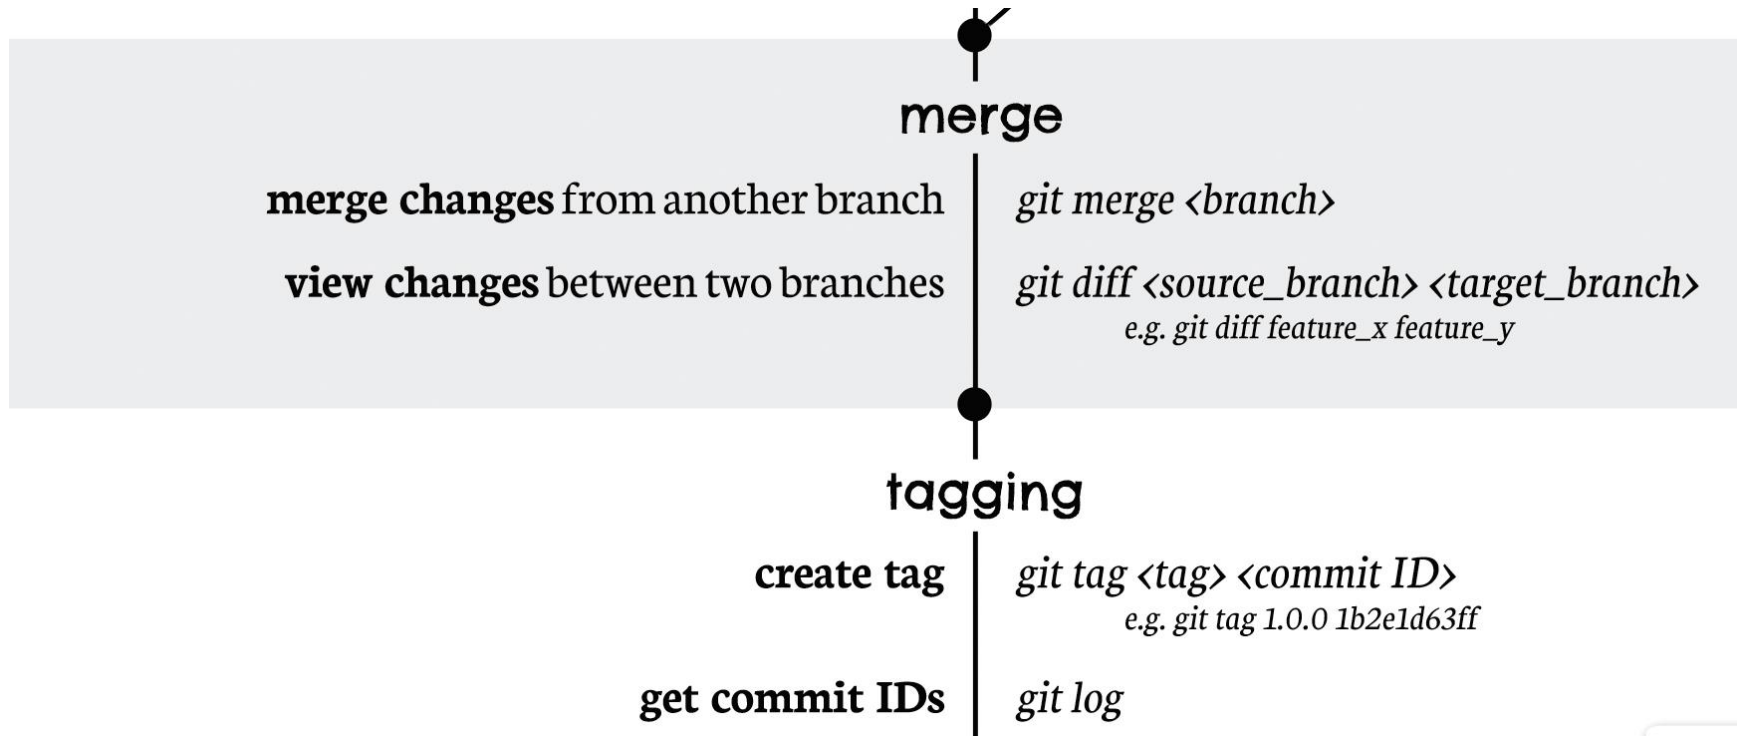 merge
merge changes from another branch
git merge <branch>
view changes between two branches
git diff <source_branch> <target_branch>
e.g. git diff feature_x feature_y
tagging
create tag
git tag <tag> <commit ID>
e.g. git tag 1.0.0 1b2e1d63ff
get commit IDs
git log